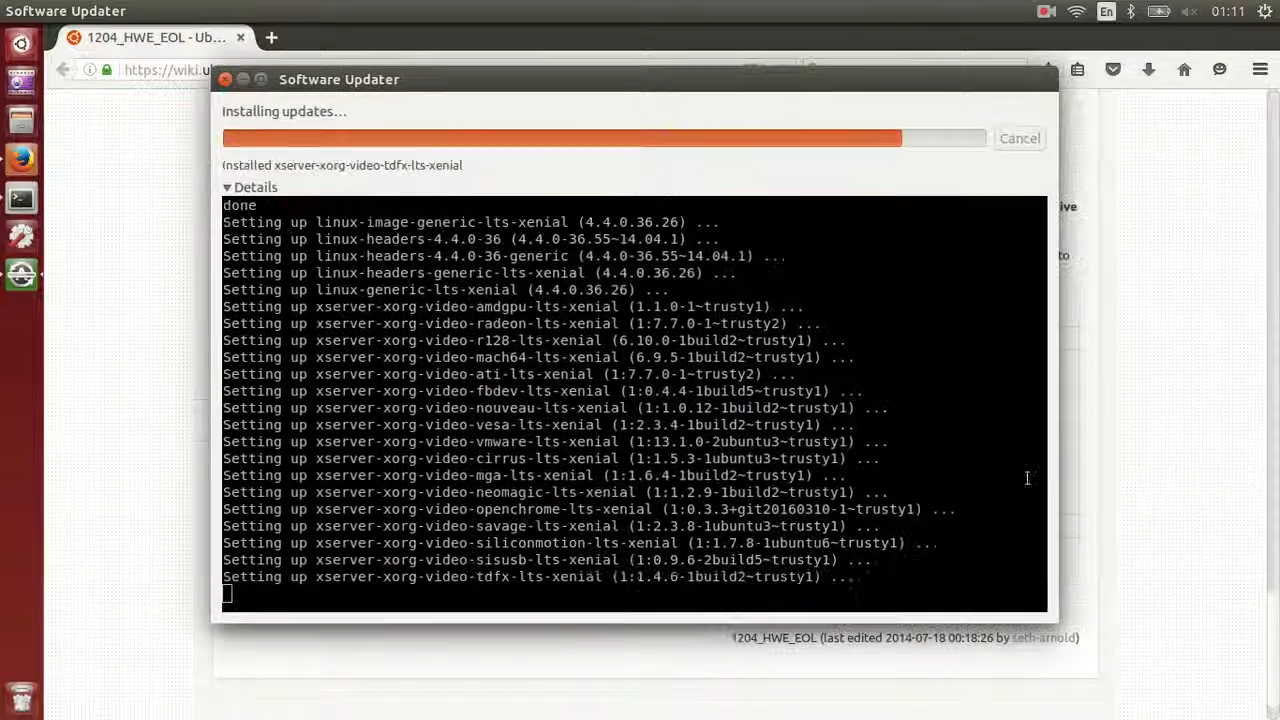 Software Updater
En
01:11
1204_HWE_EOL - Ub... × +
https://wiki.u
Software Updater
Installing updates...
Cancel
Installed xserver-xorg-video-tdfx-lts-xenial
▼ Details
done
Setting up linux-image-generic-lts-xenial (4.4.0.36.26) ...
Setting up linux-headers-4.4.0-36 (4.4.0-36.55~14.04.1) ...
Setting up linux-headers-4.4.0-36-generic (4.4.0-36.55~14.04.1) ...
Setting up linux-headers-generic-lts-xenial (4.4.0.36.26) ...
Setting up linux-generic-lts-xenial (4.4.0.36.26) ...
Setting up xserver-xorg-video-amdgpu-lts-xenial (1.1.0-1~trusty1) ...
Setting up xserver-xorg-video-radeon-lts-xenial (1:7.7.0-1~trusty2) ...
Setting up xserver-xorg-video-r128-lts-xenial (6.10.0-1build2~trusty1) ...
Setting up xserver-xorg-video-mach64-lts-xenial (6.9.5-1build2~trusty1) ...
Setting up xserver-xorg-video-ati-lts-xenial (1:7.7.0-1~trusty2) ...
Setting up xserver-xorg-video-fbdev-lts-xenial (1:0.4.4-1build5~trusty1) ...
Setting up xserver-xorg-video-nouveau-lts-xenial (1:1.0.12-1build2~trusty1) ...
Setting up xserver-xorg-video-vesa-lts-xenial (1:2.3.4-1build2~trusty1) ...
Setting up xserver-xorg-video-vmware-lts-xenial (1:13.1.0-2ubuntu3~trusty1) ...
Setting up xserver-xorg-video-cirrus-lts-xenial (1:1.5.3-1ubuntu3~trusty1) ...
Setting up xserver-xorg-video-mga-lts-xenial (1:1.6.4-1build2~trusty1) ...
Setting up xserver-xorg-video-neomagic-lts-xenial (1:1.2.9-1build2~trusty1) ...
Setting up xserver-xorg-video-openchrome-lts-xenial (1:0.3.3+git20160310-1~trusty1) ...
Setting up xserver-xorg-video-savage-lts-xenial (1:2.3.8-1ubuntu3~trusty1) ...
Setting up xserver-xorg-video-siliconmotion-lts-xenial (1:1.7.8-1ubuntu6~trusty1) ...
Setting up xserver-xorg-video-sisusb-lts-xenial (1:0.9.6-2build5~trusty1) ...
Setting up xserver-xorg-video-tdfx-lts-xenial (1:1.4.6-1build2~trusty1) ...
ive
to
1204_HWE_EOL (last edited 2014-07-18 00:18:26 by seth-arnold)